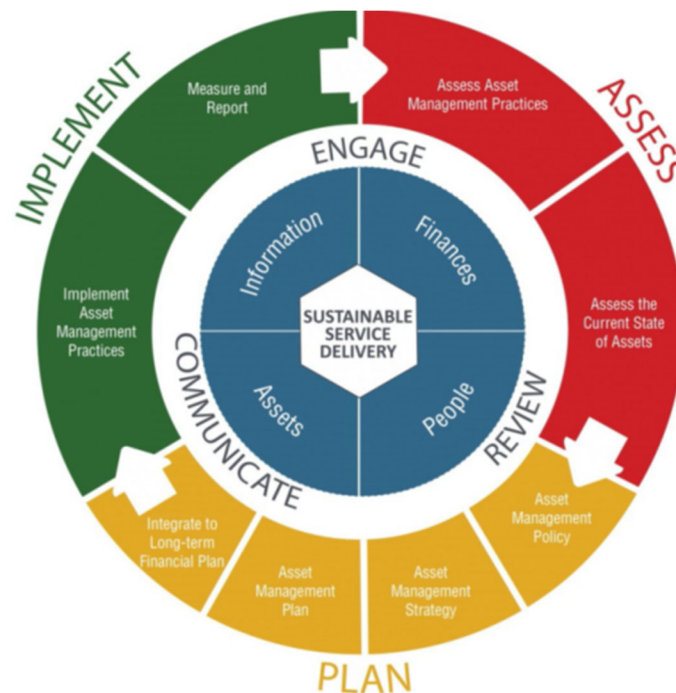 IMPLEMENT
Measure and
Report
Assess Asset
Management Practices
ASSESS
ENGAGE
Information
Finances
Implement
Asset
Management
Practices
SUSTAINABLE
SERVICE
DELIVERY
Assess the
Current State
of Assets
COMMUNICATE
Assets
People
REVIEW
Integrate to
Long-term
Financial Plan
Asset
Management
Plan
Asset
Management
Strategy
Asset
Management
Policy
PLAN